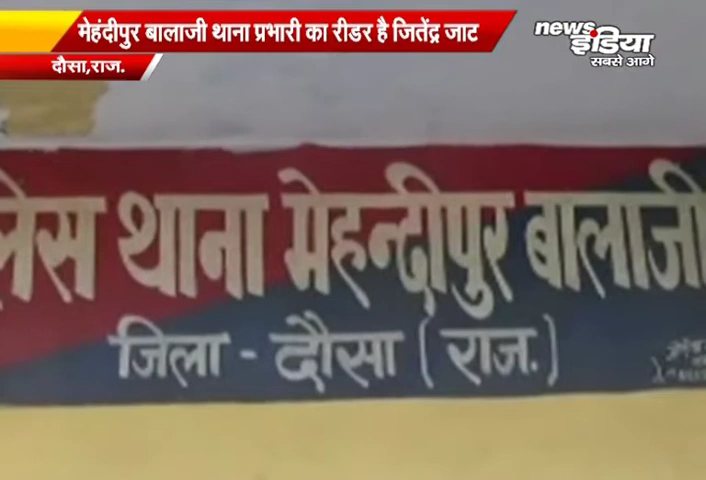 मेहंदीपुर बालाजी थाना प्रभारी का रीडर है जितेंद्र जाट
news
इंडिया
सबसे आगे
दौसा,राज.
लेस थाना मेहन्दीपुर बालाजी
जिला - दौसा (राज.)